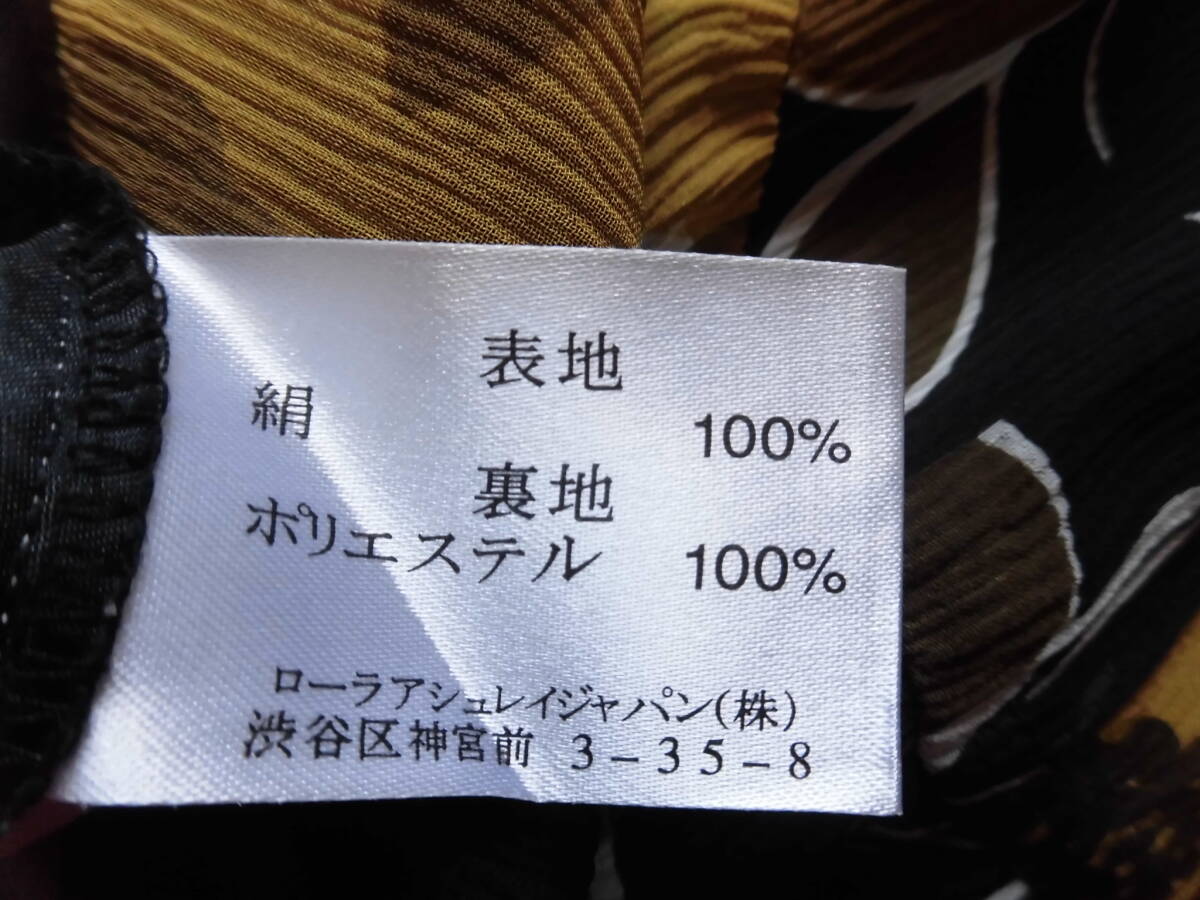 表地
絹 100%
裏地
ポリエステル 100%
ローラアシュレイジャパン(株)
渋谷区神宮前 3-35-8